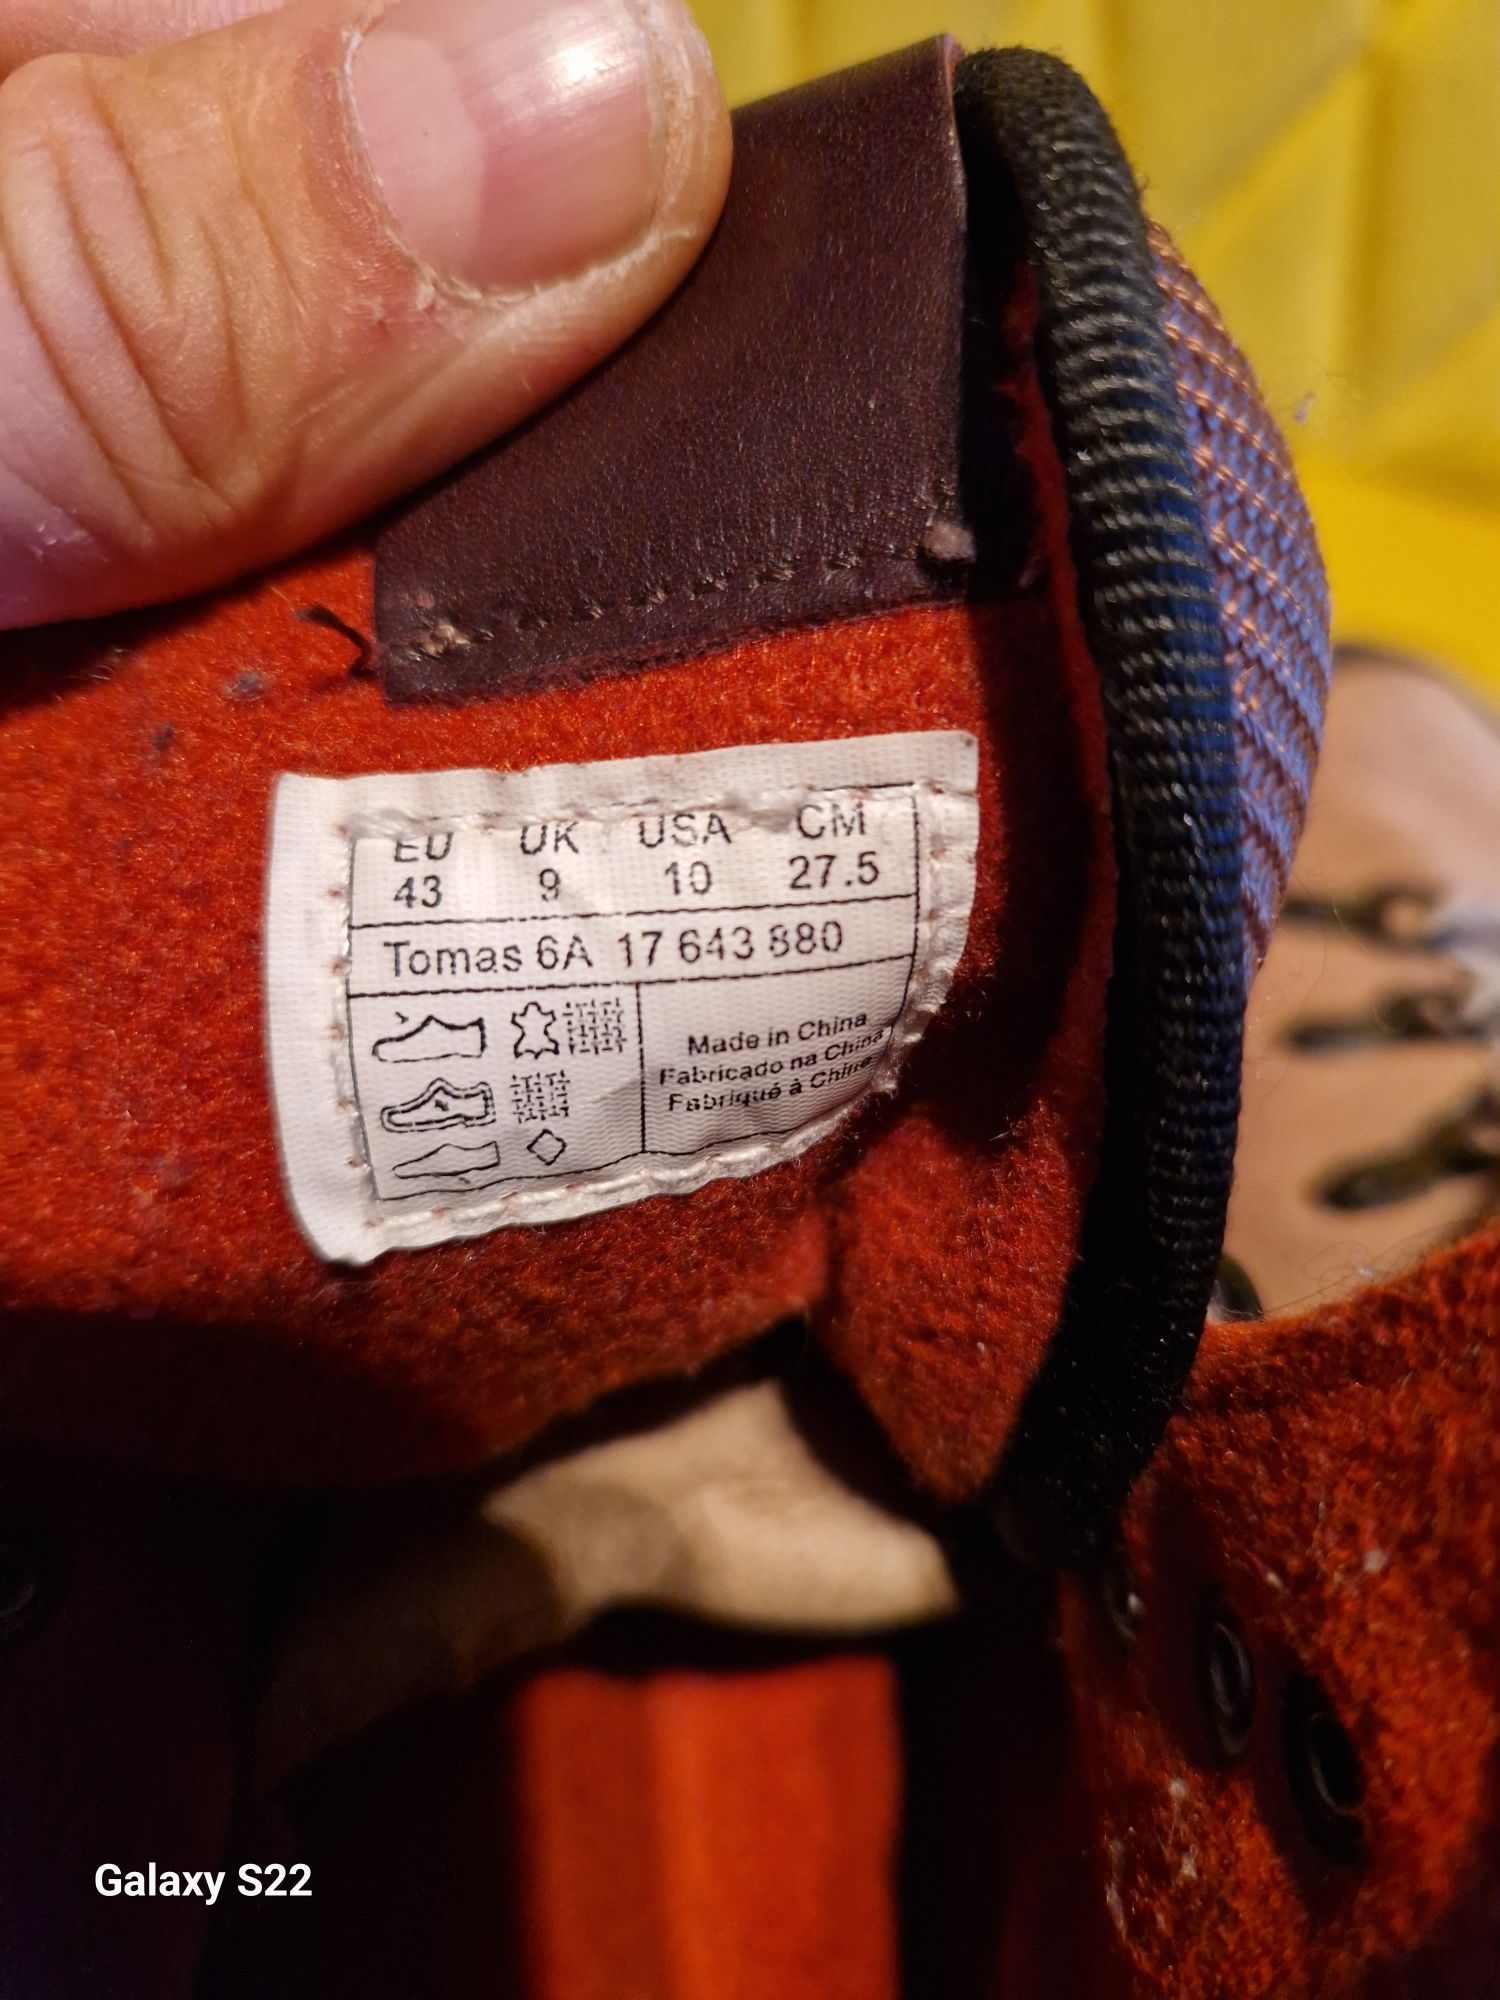 EU UK USA CM
43 9 10 27.5
Tomas 6A 17 643 880
Made in China
Fabricado na China
Fabriqué à Chine
Galaxy S22